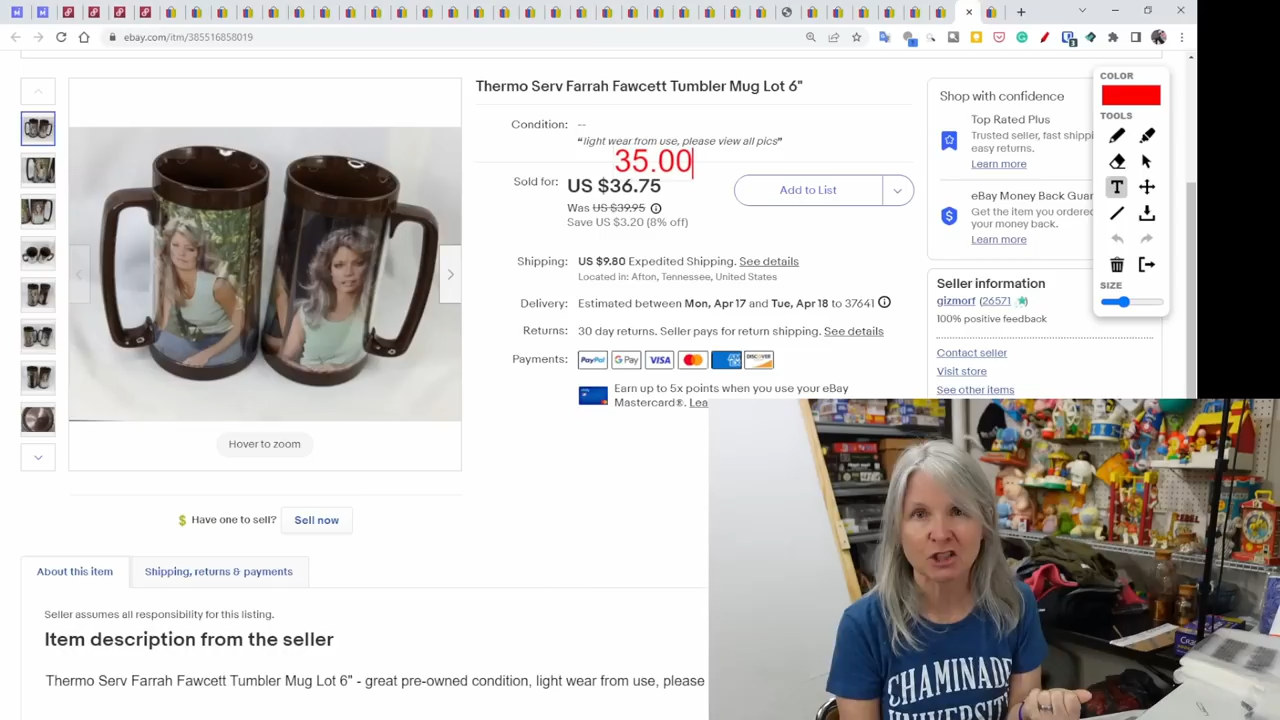 ebay.com/itm/385516858019
Thermo Serv Farrah Fawcett Tumbler Mug Lot 6"
Condition: --
"light wear from use, please view all pics"
35.00
Sold for: US $36.75
Was US $39.95
Save US $3.20 (8% off)
Add to List
Shipping: US $9.80 Expedited Shipping. See details
Located in: Afton, Tennessee, United States
Delivery: Estimated between Mon, Apr 17 and Tue, Apr 18 to 37641
Returns: 30 day returns. Seller pays for return shipping. See details
Payments: PayPal G Pay VISA DISCOVER
Earn up to 5x points when you use your eBay
Mastercard®. Lea
Shop with confidence
Top Rated Plus
Trusted seller, fast shippi
easy returns.
Learn more
eBay Money Back Guar
Get the item you ordered
your money back.
Learn more
Seller information
gizmorf (26571)
100% positive feedback
Contact seller
Visit store
See other items
COLOR
TOOLS
T
SIZE
Hover to zoom
Have one to sell? Sell now
About this item
Shipping, returns & payments
Seller assumes all responsibility for this listing.
Item description from the seller
Thermo Serv Farrah Fawcett Tumbler Mug Lot 6" - great pre-owned condition, light wear from use, please
CHAMINADE
UNIVERSITY